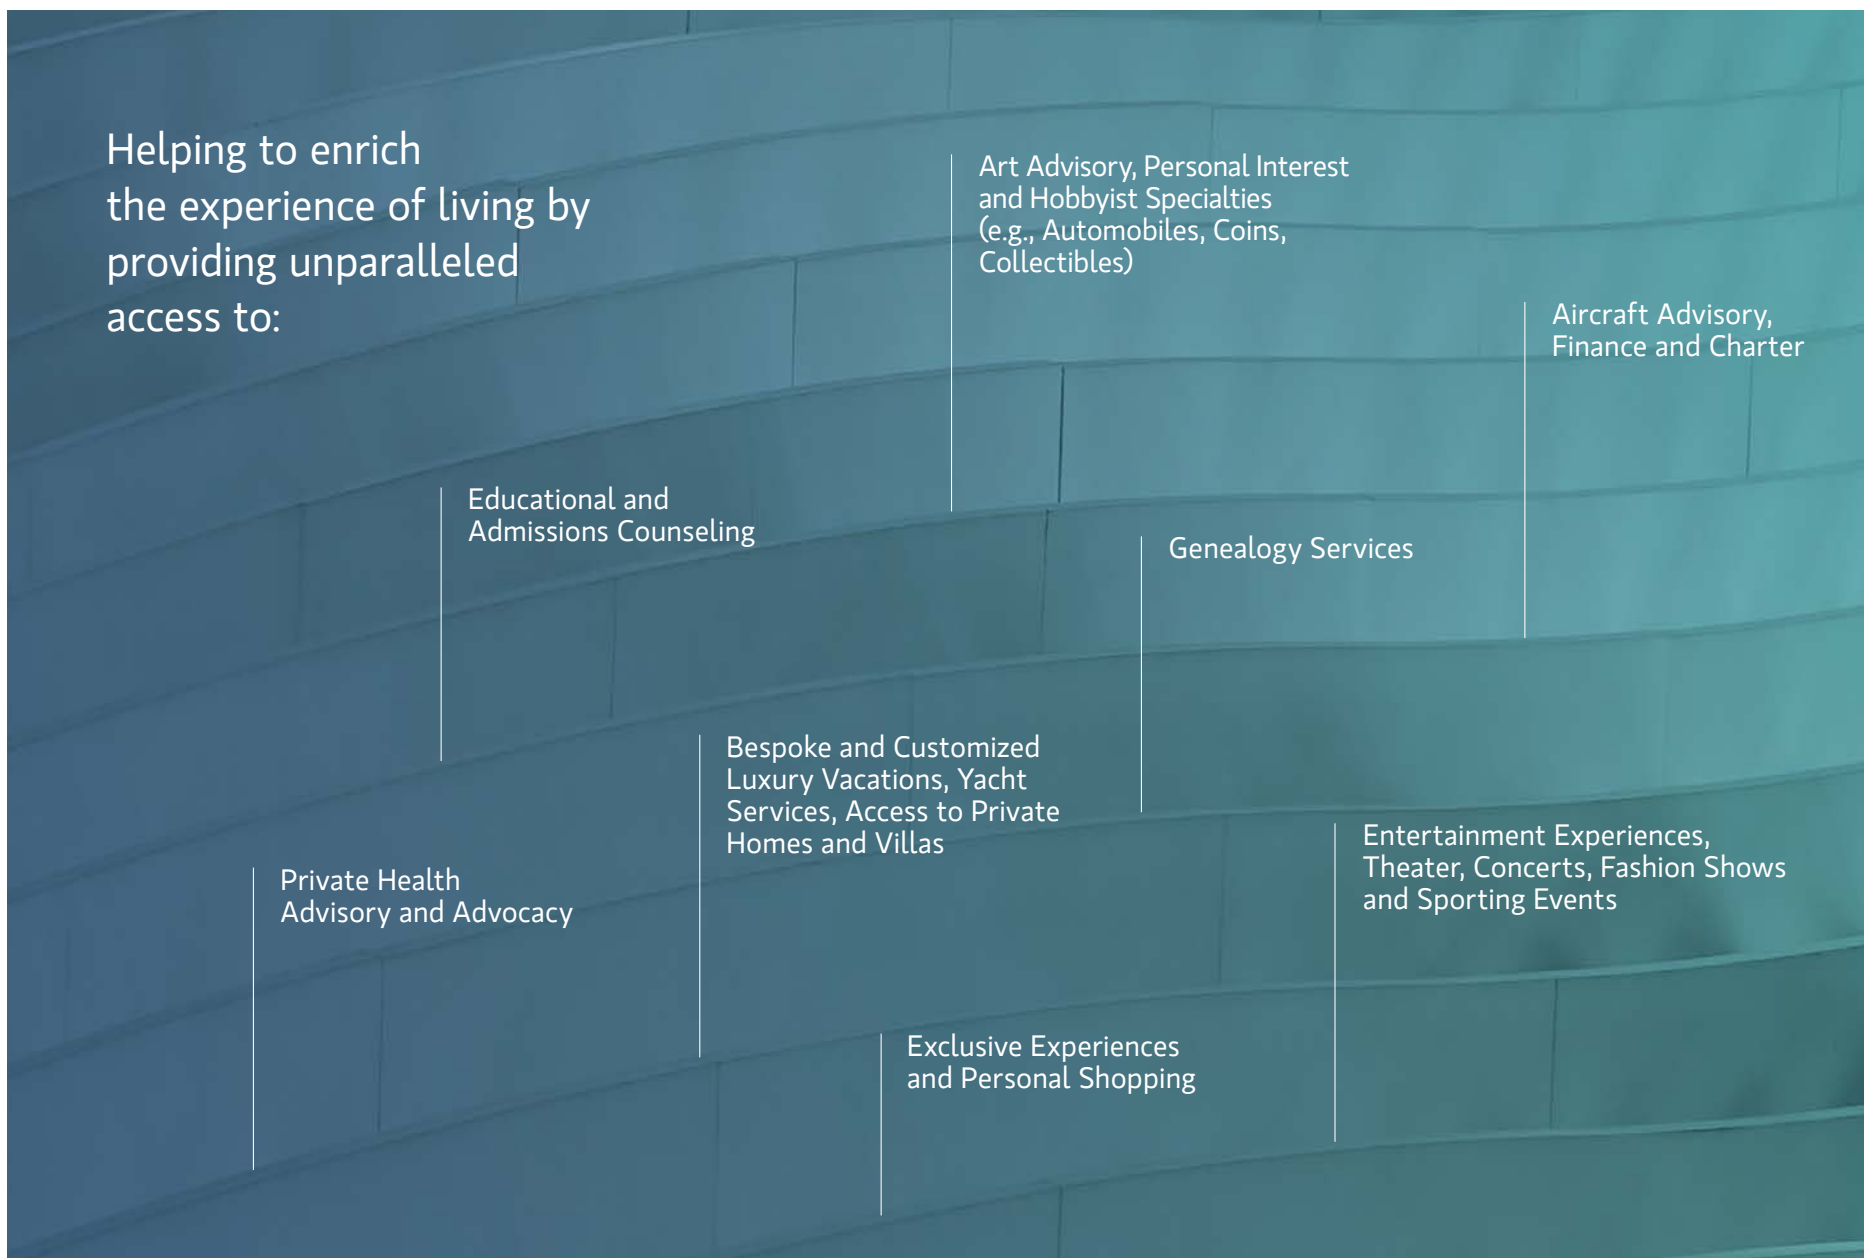 Helping to enrich
the experience of living by
providing unparalleled
access to:
Art Advisory, Personal Interest
and Hobbyist Specialties
(e.g., Automobiles, Coins,
Collectibles)
Aircraft Advisory,
Finance and Charter
Educational and
Admissions Counseling
Genealogy Services
Bespoke and Customized
Luxury Vacations, Yacht
Services, Access to Private
Homes and Villas
Entertainment Experiences,
Theater, Concerts, Fashion Shows
and Sporting Events
Private Health
Advisory and Advocacy
Exclusive Experiences
and Personal Shopping